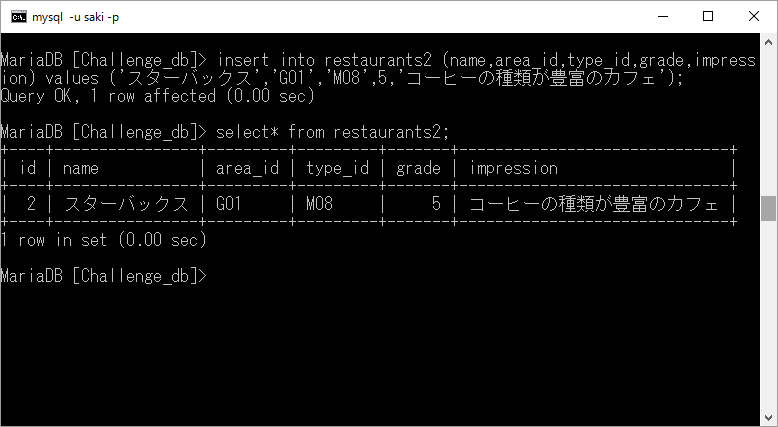 mysql -u saki -p
MariaDB [Challenge_db]> insert into restaurants2 (name,area_id,type_id,grade,impress
ion) values ('スターバックス','G01','M08',5,'コーヒーの種類が豊富のカフェ');
Query OK, 1 row affected (0.00 sec)
MariaDB [Challenge_db]> select* from restaurants2;
+----+----------------+---------+---------+-------+------------------------------+
| id | name | area_id | type_id | grade | impression |
+----+----------------+---------+---------+-------+------------------------------+
| 2 | スターバックス | G01 | M08 | 5 | コーヒーの種類が豊富のカフェ |
+----+----------------+---------+---------+-------+------------------------------+
1 row in set (0.00 sec)
MariaDB [Challenge_db]>